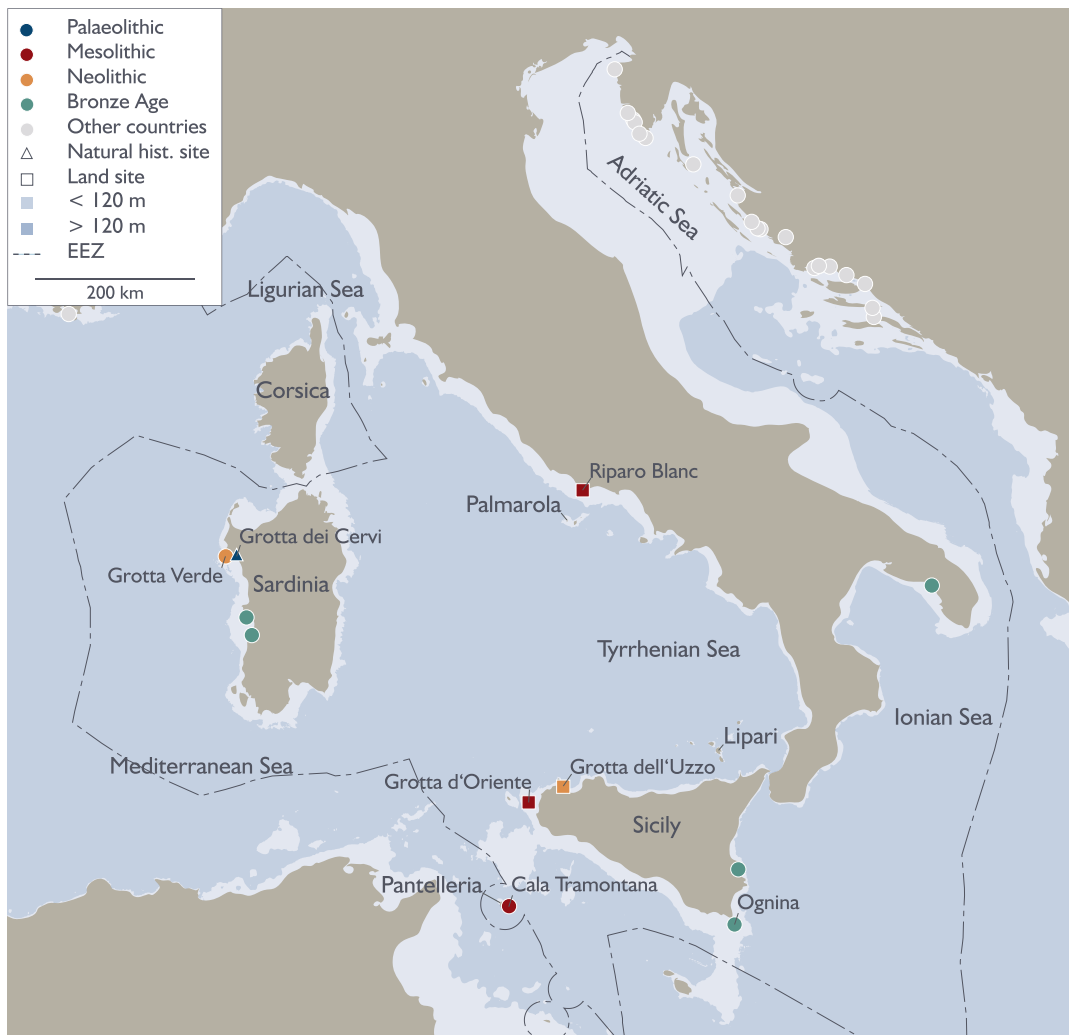 Palaeolithic
Mesolithic
Neolithic
Bronze Age
Other countries
Natural hist. site
Land site
< 120 m
> 120 m
EEZ
200 km
Adriatic Sea
Ligurian Sea
Corsica
Riparo Blanc
Palmarola
Grotta dei Cervi
Grotta Verde
Sardinia
Tyrrhenian Sea
Ionian Sea
Lipari
Mediterranean Sea
Grotta dell‘Uzzo
Grotta d‘Oriente
Sicily
Pantelleria
Cala Tramontana
Ognina